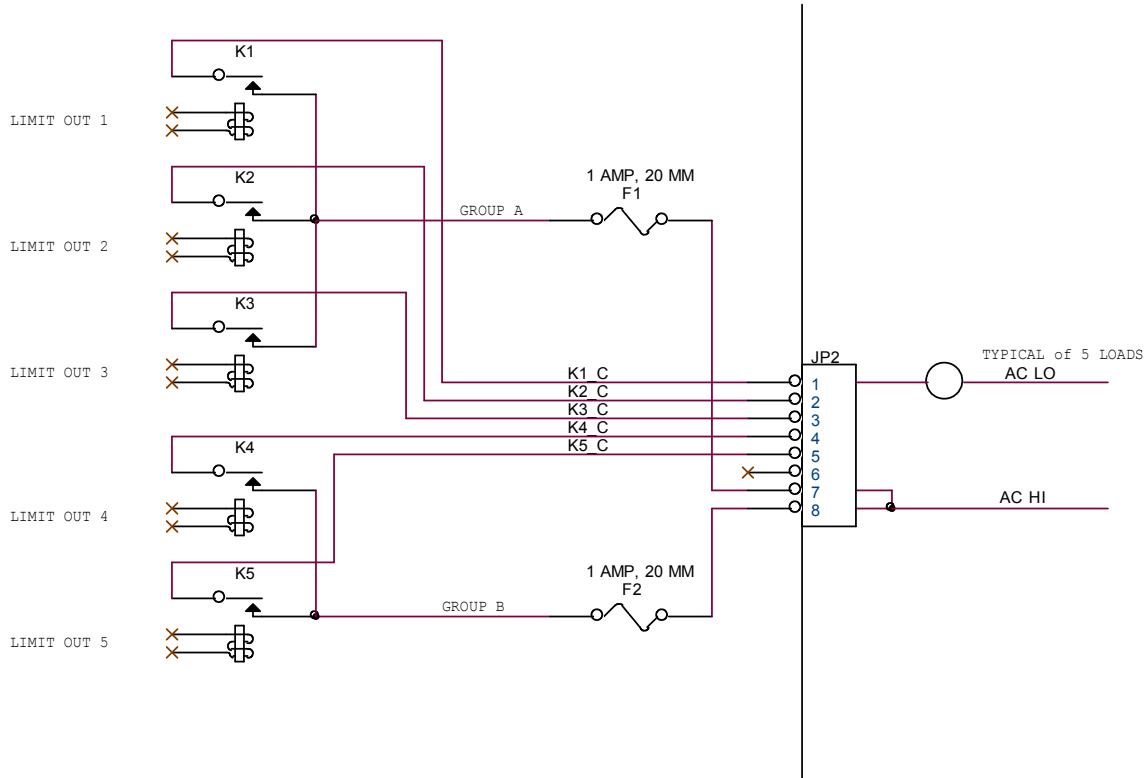 K1
LIMIT OUT 1
K2
1 AMP, 20 MM
F1
GROUP A
LIMIT OUT 2
K3
JP2
TYPICAL of 5 LOADS
LIMIT OUT 3
K1_C
1
AC LO
K2_C
2
K3_C
3
K4_C
4
K4
K5_C
5
6
7
AC HI
8
LIMIT OUT 4
K5
1 AMP, 20 MM
F2
GROUP B
LIMIT OUT 5